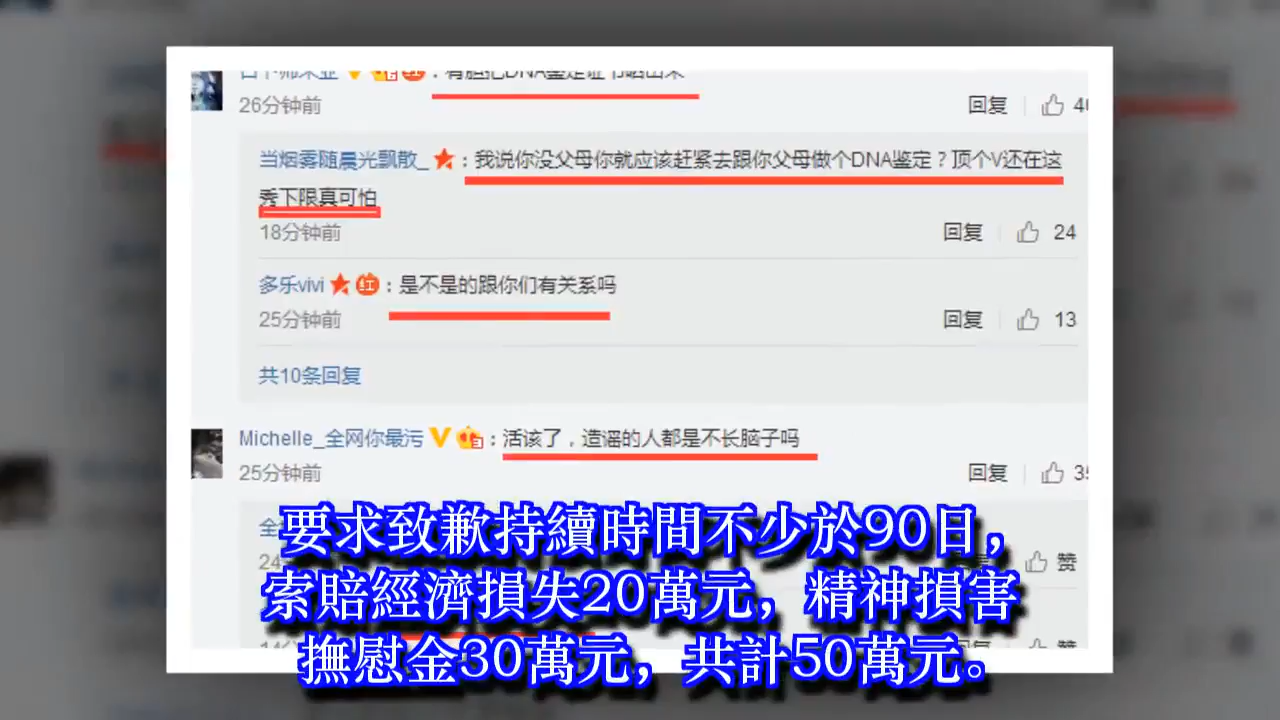 26分钟前
回复
当烟雾随晨光飘散_ : 我说你没父母你就应该赶紧去跟你父母做个DNA鉴定？顶个V还在这
秀下限真可怕
18分钟前
回复 24
多乐vivi : 是不是的跟你们有关系吗
25分钟前
回复 13
共10条回复
Michelle_全网你最污 : 活该了，造谣的人都是不长脑子吗
25分钟前
回复
赞
要求致歉持續時間不少於90日，
索賠經濟損失20萬元，精神損害
撫慰金30萬元，共計50萬元。